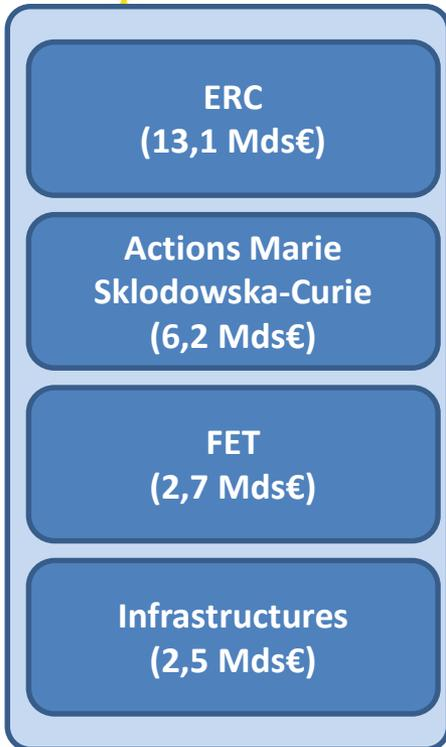 ERC
(13,1 Mds€)
Actions Marie
Sklodowska-Curie
(6,2 Mds€)
FET
(2,7 Mds€)
Infrastructures
(2,5 Mds€)